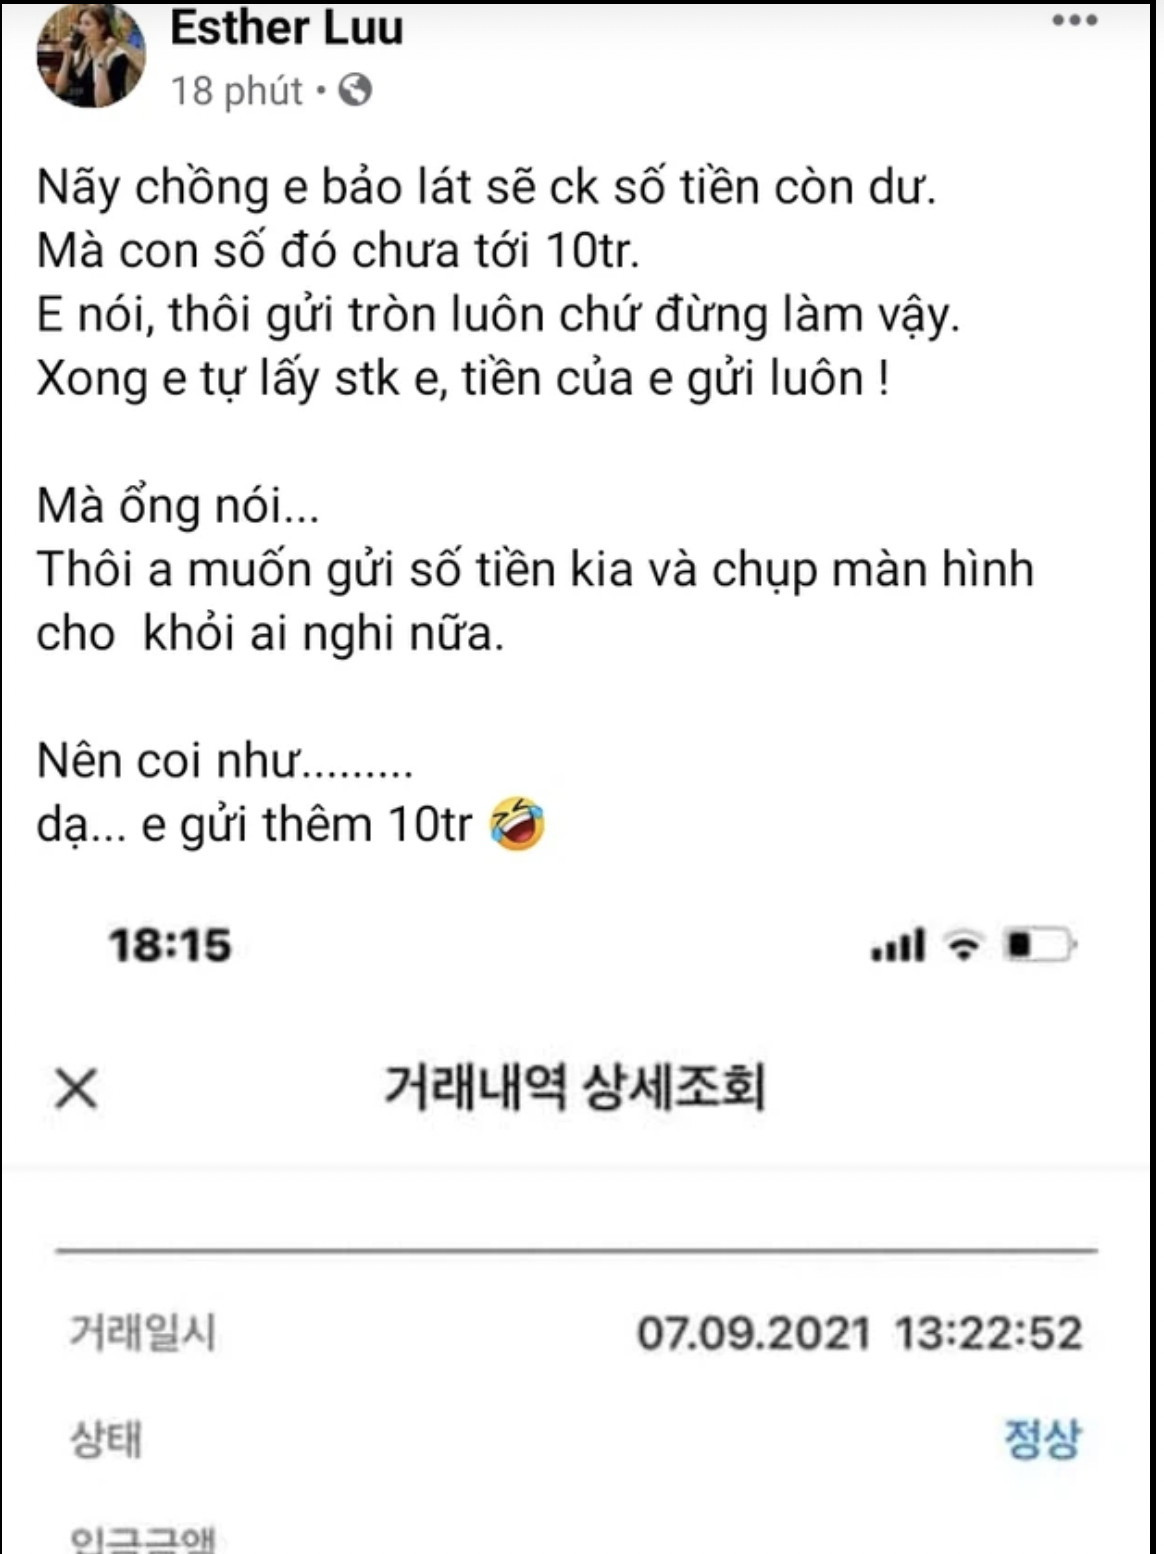 Esther Luu
18 phút
Nãy chồng e bảo lát sẽ ck số tiền còn dư.
Mà con số đó chưa tới 10tr.
E nói, thôi gửi tròn luôn chứ đừng làm vậy.
Xong e tự lấy stk e, tiền của e gửi luôn !
Mà ổng nói...
Thôi a muốn gửi số tiền kia và chụp màn hình
cho khỏi ai nghi nữa.
Nên coi như.........
dạ... e gửi thêm 10tr 🤣
18:15
거래내역 상세조회
거래일시 07.09.2021 13:22:52
상태 정상
입금금액